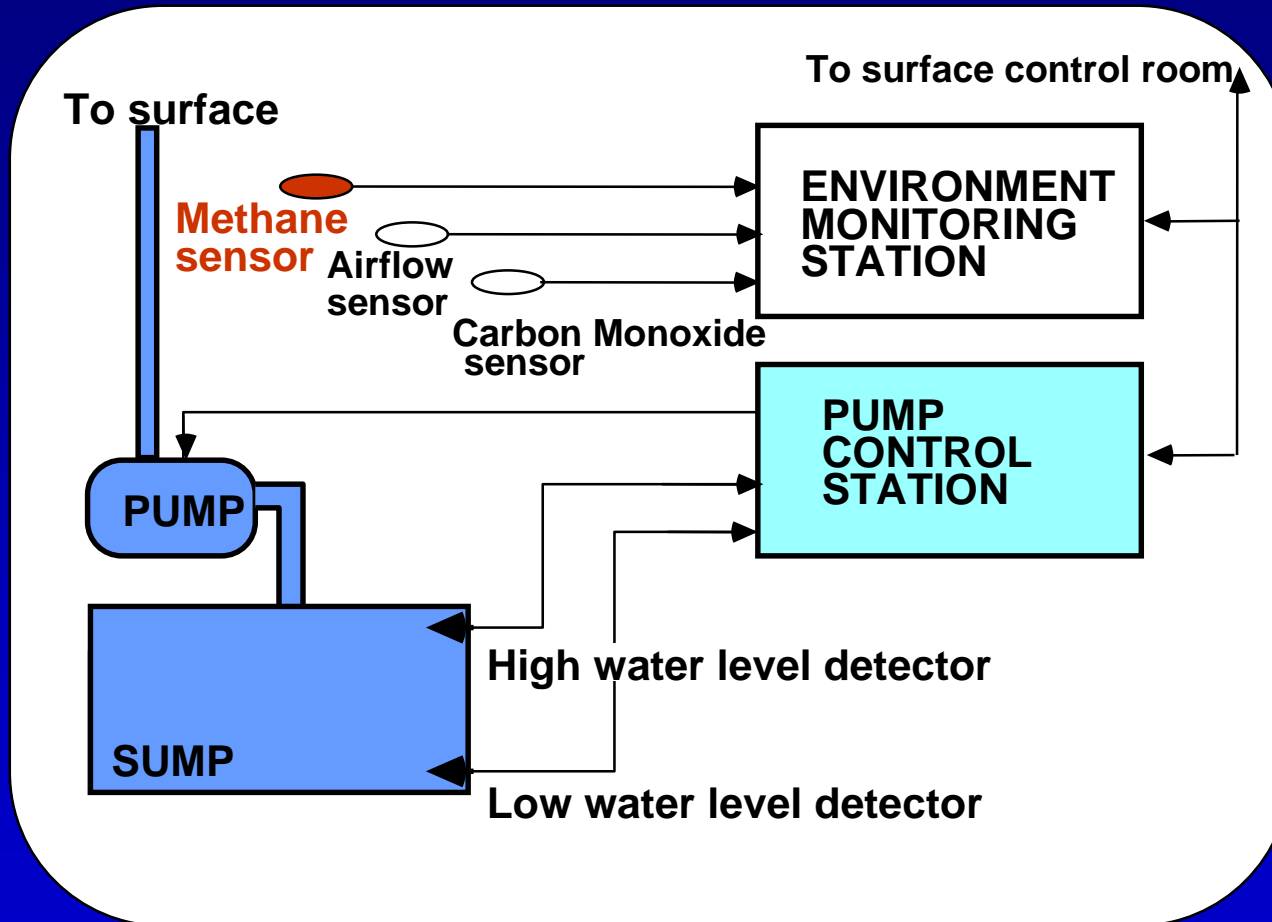 To surface control room
To surface
Methane
sensor
Airflow
sensor
Carbon Monoxide
sensor
ENVIRONMENT
MONITORING
STATION
PUMP
CONTROL
STATION
PUMP
High water level detector
SUMP
Low water level detector